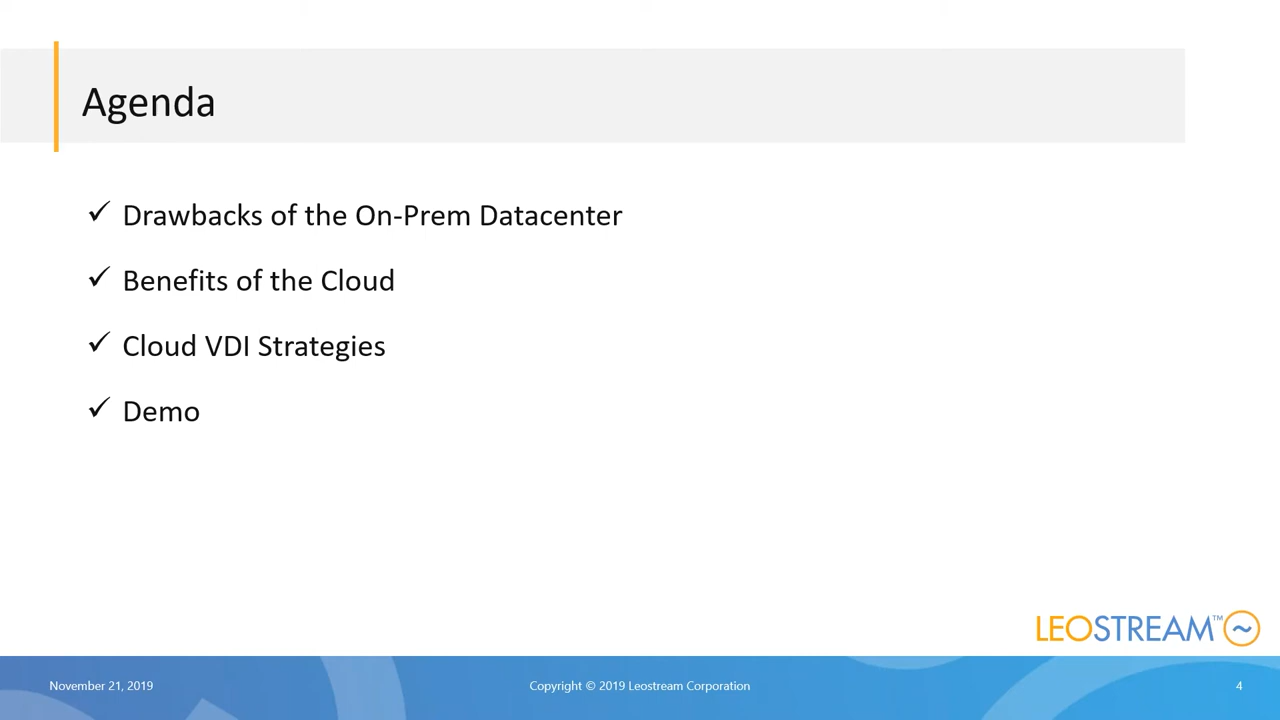 Agenda
✓ Drawbacks of the On-Prem Datacenter
✓ Benefits of the Cloud
✓ Cloud VDI Strategies
✓ Demo
LEOSTREAM™
November 21, 2019
Copyright © 2019 Leostream Corporation
4